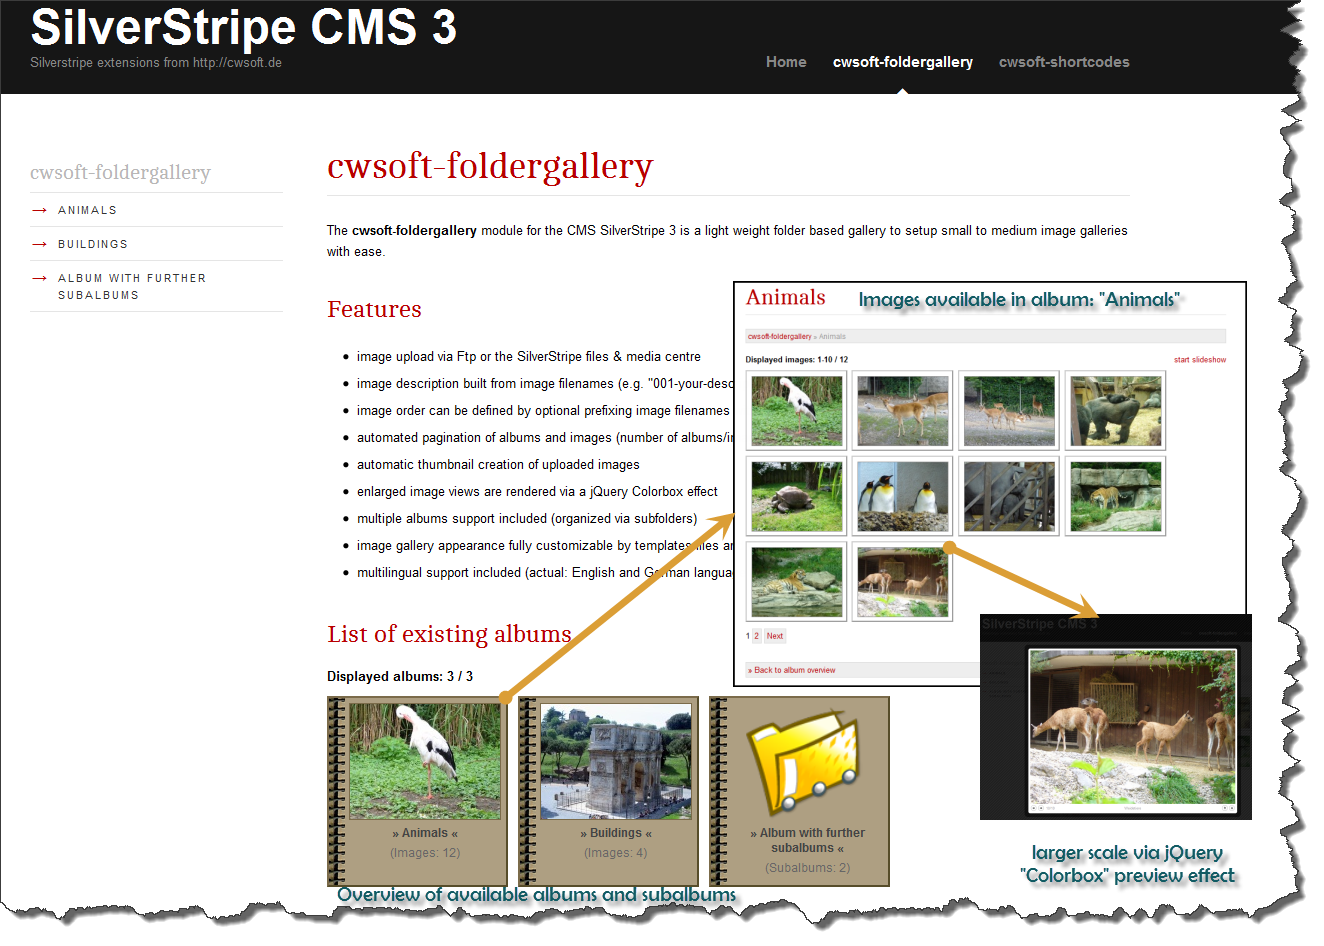 SilverStripe CMS 3
Silverstripe extensions from http://cwsoft.de
Home
cwsoft-foldergallery
cwsoft-shortcodes
cwsoft-foldergallery
→ ANIMALS
→ BUILDINGS
→ ALBUM WITH FURTHER
SUBALBUMS
cwsoft-foldergallery
The cwsoft-foldergallery module for the CMS SilverStripe 3 is a light weight folder based gallery to setup small to medium image galleries
with ease.
Features
• image upload via Ftp or the SilverStripe files & media centre
• image description built from image filenames (e.g. "001-your-desc
• image order can be defined by optional prefixing image filenames
• automated pagination of albums and images (number of albums/in
• automatic thumbnail creation of uploaded images
• enlarged image views are rendered via a jQuery Colorbox effect
• multiple albums support included (organized via subfolders)
• image gallery appearance fully customizable by templates files an
• multilingual support included (actual: English and German langua
List of existing albums
Displayed albums: 3 / 3
» Animals «
(Images: 12)
» Buildings «
(Images: 4)
» Album with further
subalbums «
(Subalbums: 2)
Overview of available albums and subalbums
Animals
Images available in album: "Animals"
cwsoft-foldergallery » Animals
Displayed images: 1-10 / 12
start slideshow
1 2 Next
» Back to album overview
SilverStripe CMS 3
larger scale via jQuery
"Colorbox" preview effect